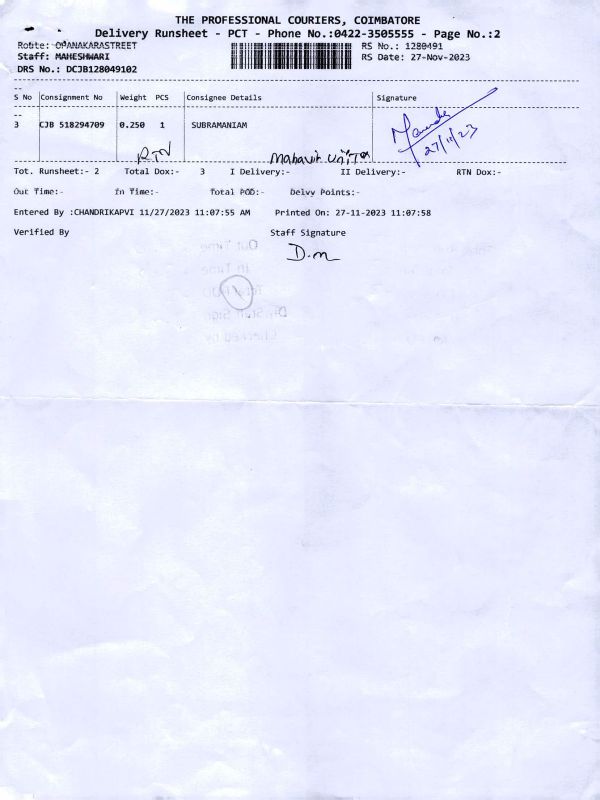 THE PROFESSIONAL COURIERS, COIMBATORE
Delivery Runsheet - PCT - Phone No.:0422-3505555 - Page No.:2
Route: OPANAKARASTREET RS No.: 1280491
Staff: MAHESHWARI RS Date: 27-Nov-2023
DRS No.: DCJB128049102
S No Consignment No Weight PCS Consignee Details Signature
3 CJB 518294709 0.250 1 SUBRAMANIAM
27/11/23
RTN
Tot. Runsheet:- 2 Total Dox:- 3 I Delivery:- II Delivery:- RTN Dox:-
Out Time:- In Time:- Total POD:- Delvy Points:-
Entered By :CHANDRIKAPVI 11/27/2023 11:07:55 AM Printed On: 27-11-2023 11:07:58
Verified By Staff Signature
D.m